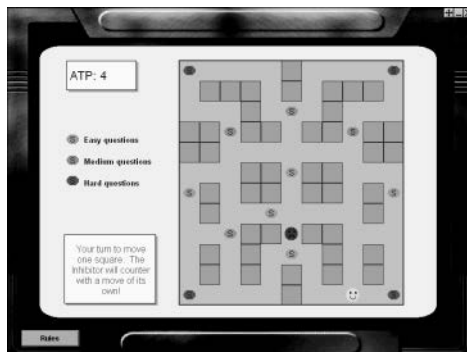 ATP: 4
Easy questions
Medium questions
Hard questions
Your turn to move
one square. The
Inhibitor will counter
with a move of its
own!
Rules